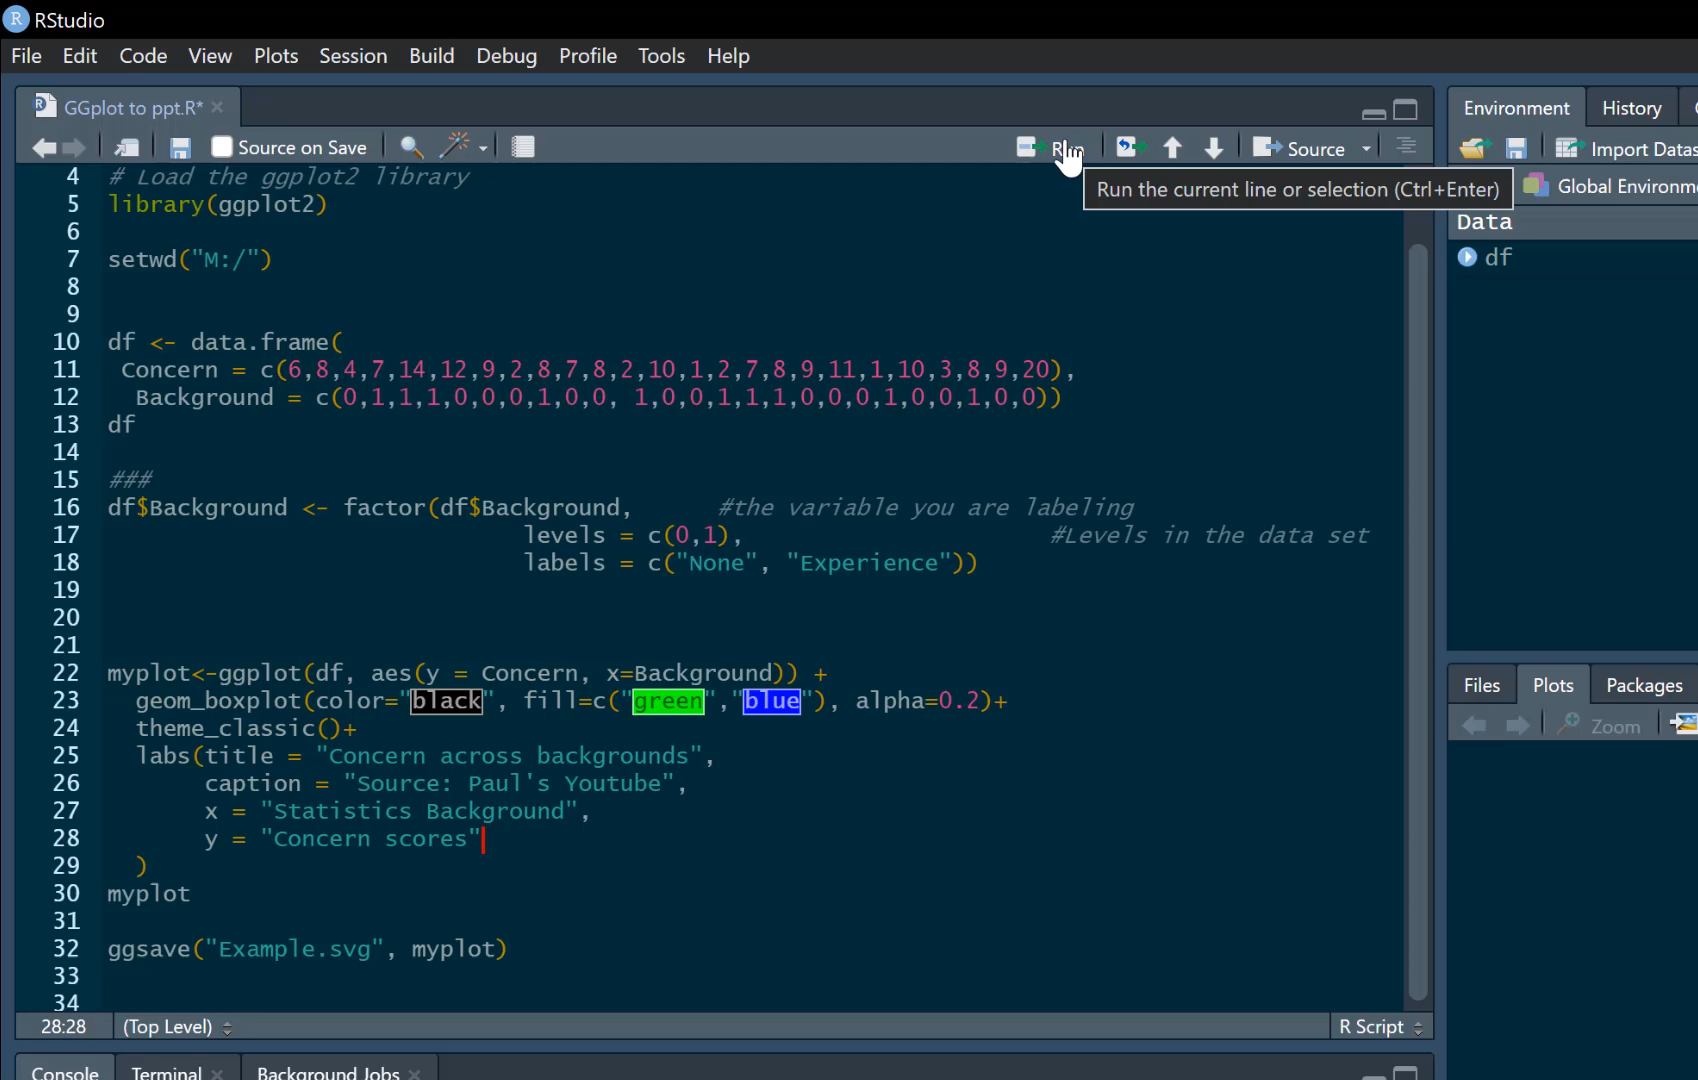 RStudio
File Edit Code View Plots Session Build Debug Profile Tools Help
GGplot to ppt.R*
Environment History
Source on Save
Run
Source
Import Datas
Run the current line or selection (Ctrl+Enter)
Global Environm
Data
df
4 # Load the ggplot2 library
5 library(ggplot2)
6
7 setwd("M:/")
8
9
10 df <- data.frame(
11 Concern = c(6,8,4,7,14,12,9,2,8,7,8,2,10,1,2,7,8,9,11,1,10,3,8,9,20),
12 Background = c(0,1,1,1,0,0,0,1,0,0, 1,0,0,1,1,1,0,0,0,1,0,0,1,0,0))
13 df
14
15 ###
16 df$Background <- factor(df$Background, #the variable you are labeling
17 levels = c(0,1), #Levels in the data set
18 labels = c("None", "Experience"))
19
20
21
22 myplot<-ggplot(df, aes(y = Concern, x=Background)) +
23 geom_boxplot(color="black", fill=c("green","blue"), alpha=0.2)+
24 theme_classic()+
25 labs(title = "Concern across backgrounds",
26 caption = "Source: Paul's Youtube",
27 x = "Statistics Background",
28 y = "Concern scores"
29 )
30 myplot
31
32 ggsave("Example.svg", myplot)
33
34
28:28 (Top Level) R Script
Files Plots Packages
Zoom
Console Terminal Background Jobs